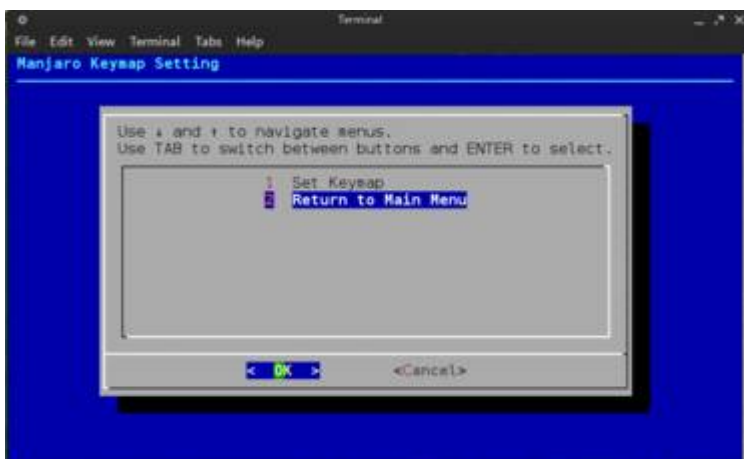 Terminal
File Edit View Terminal Tabs Help
Manjaro Keymap Setting
Use ↓ and ↑ to navigate menus.
Use TAB to switch between buttons and ENTER to select.
1 Set Keymap
2 Return to Main Menu
< OK > <Cancel>